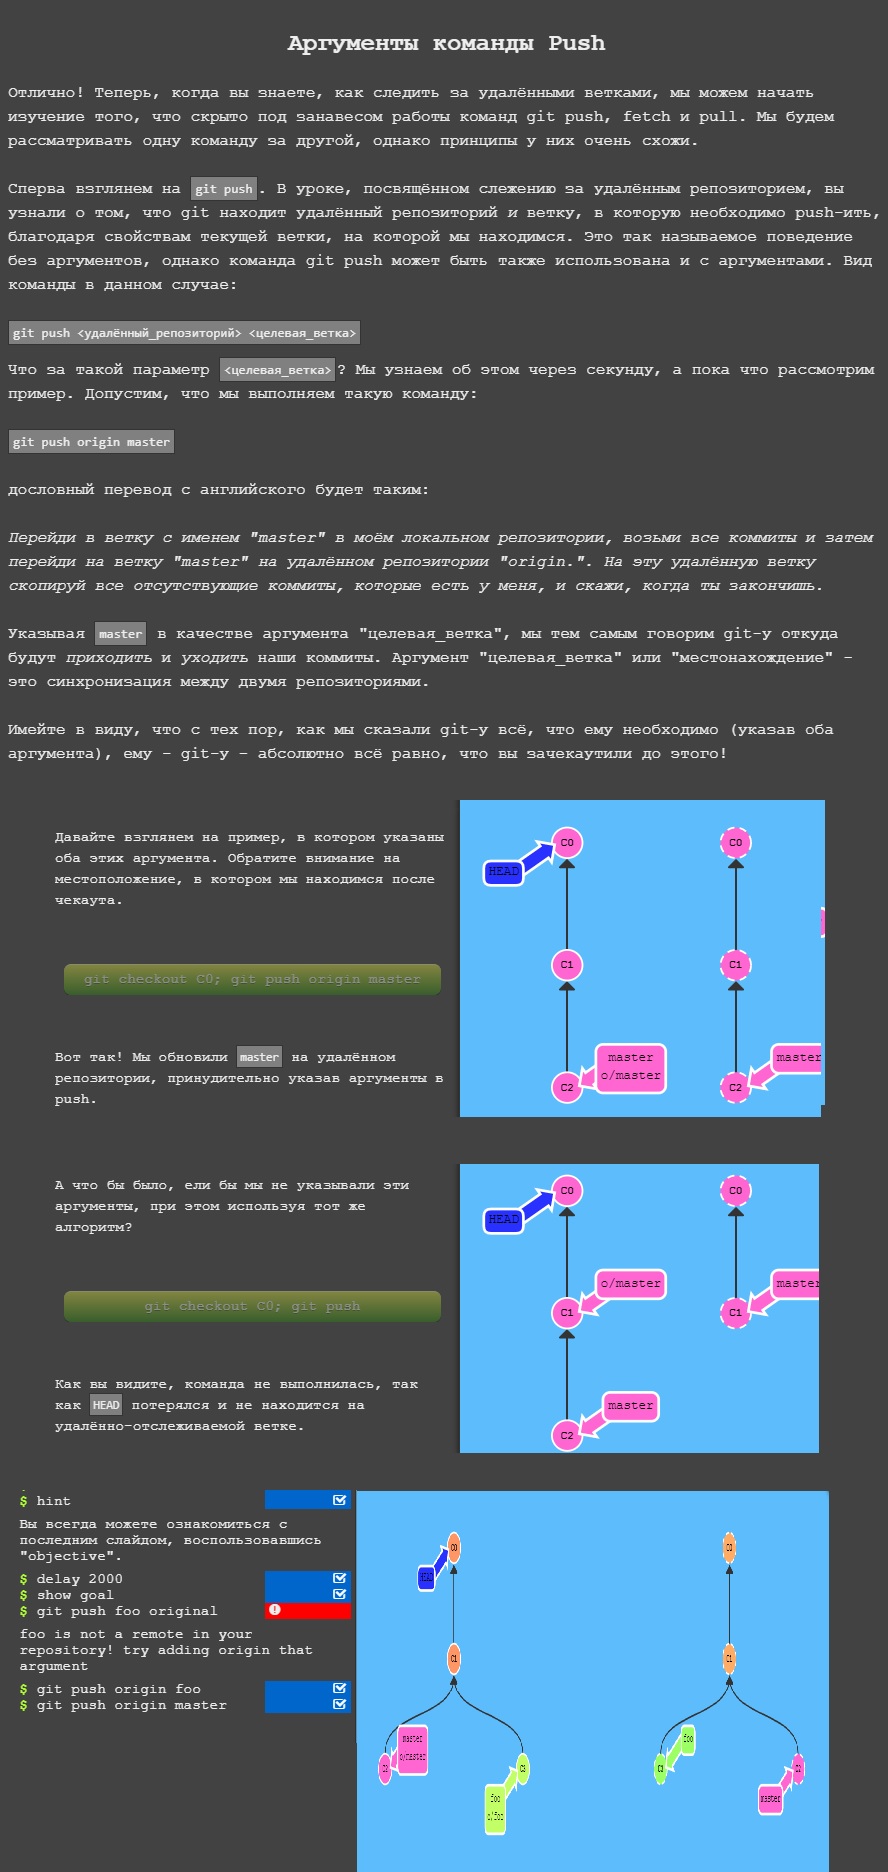 Аргументы команды Push
Отлично! Теперь, когда вы знаете, как следить за удалёнными ветками, мы можем начать
изучение того, что скрыто под занавесом работы команд git push, fetch и pull. Мы будем
рассматривать одну команду за другой, однако принципы у них очень схожи.
Сперва взглянем на git push. В уроке, посвящённом слежению за удалённым репозиторием, вы
узнали о том, что git находит удалённый репозиторий и ветку, в которую необходимо push-ить,
благодаря свойствам текущей ветки, на которой мы находимся. Это так называемое поведение
без аргументов, однако команда git push может быть также использована и с аргументами. Вид
команды в данном случае:
git push <удалённый_репозиторий> <целевая_ветка>
Что за такой параметр <целевая_ветка>? Мы узнаем об этом через секунду, а пока что рассмотрим
пример. Допустим, что мы выполняем такую команду:
git push origin master
дословный перевод с английского будет таким:
Перейди в ветку с именем "master" в моём локальном репозитории, возьми все коммиты и затем
перейди на ветку "master" на удалённом репозитории "origin.". На эту удалённую ветку
скопируй все отсутствующие коммиты, которые есть у меня, и скажи, когда ты закончишь.
Указывая master в качестве аргумента "целевая_ветка", мы тем самым говорим git-у откуда
будут приходить и уходить наши коммиты. Аргумент "целевая_ветка" или "местонахождение" -
это синхронизация между двумя репозиториями.
Имейте в виду, что с тех пор, как мы сказали git-у всё, что ему необходимо (указав оба
аргумента), ему - git-у - абсолютно всё равно, что вы зачекаутили до этого!
Давайте взглянем на пример, в котором указаны
оба этих аргумента. Обратите внимание на
местоположение, в котором мы находимся после
чекаута.
git checkout C0; git push origin master
Вот так! Мы обновили master на удалённом
репозитории, принудительно указав аргументы в
push.
C0
C0
HEAD
C1
C1
master
o/master
master
C2
C2
А что бы было, ели бы мы не указывали эти
аргументы, при этом используя тот же
алгоритм?
git checkout C0; git push
Как вы видите, команда не выполнилась, так
как HEAD потерялся и не находится на
удалённо-отслеживаемой ветке.
C0
C0
HEAD
o/master
master
C1
C1
master
C2
$ hint
Вы всегда можете ознакомиться с
последним слайдом, воспользовавшись
"objective".
$ delay 2000
$ show goal
$ git push foo original
foo is not a remote in your
repository! try adding origin that
argument
$ git push origin foo
$ git push origin master
C0
C0
HEAD
C1
C1
master
o/master
foo
C2
C3
C3
C2
foo
o/foo
master